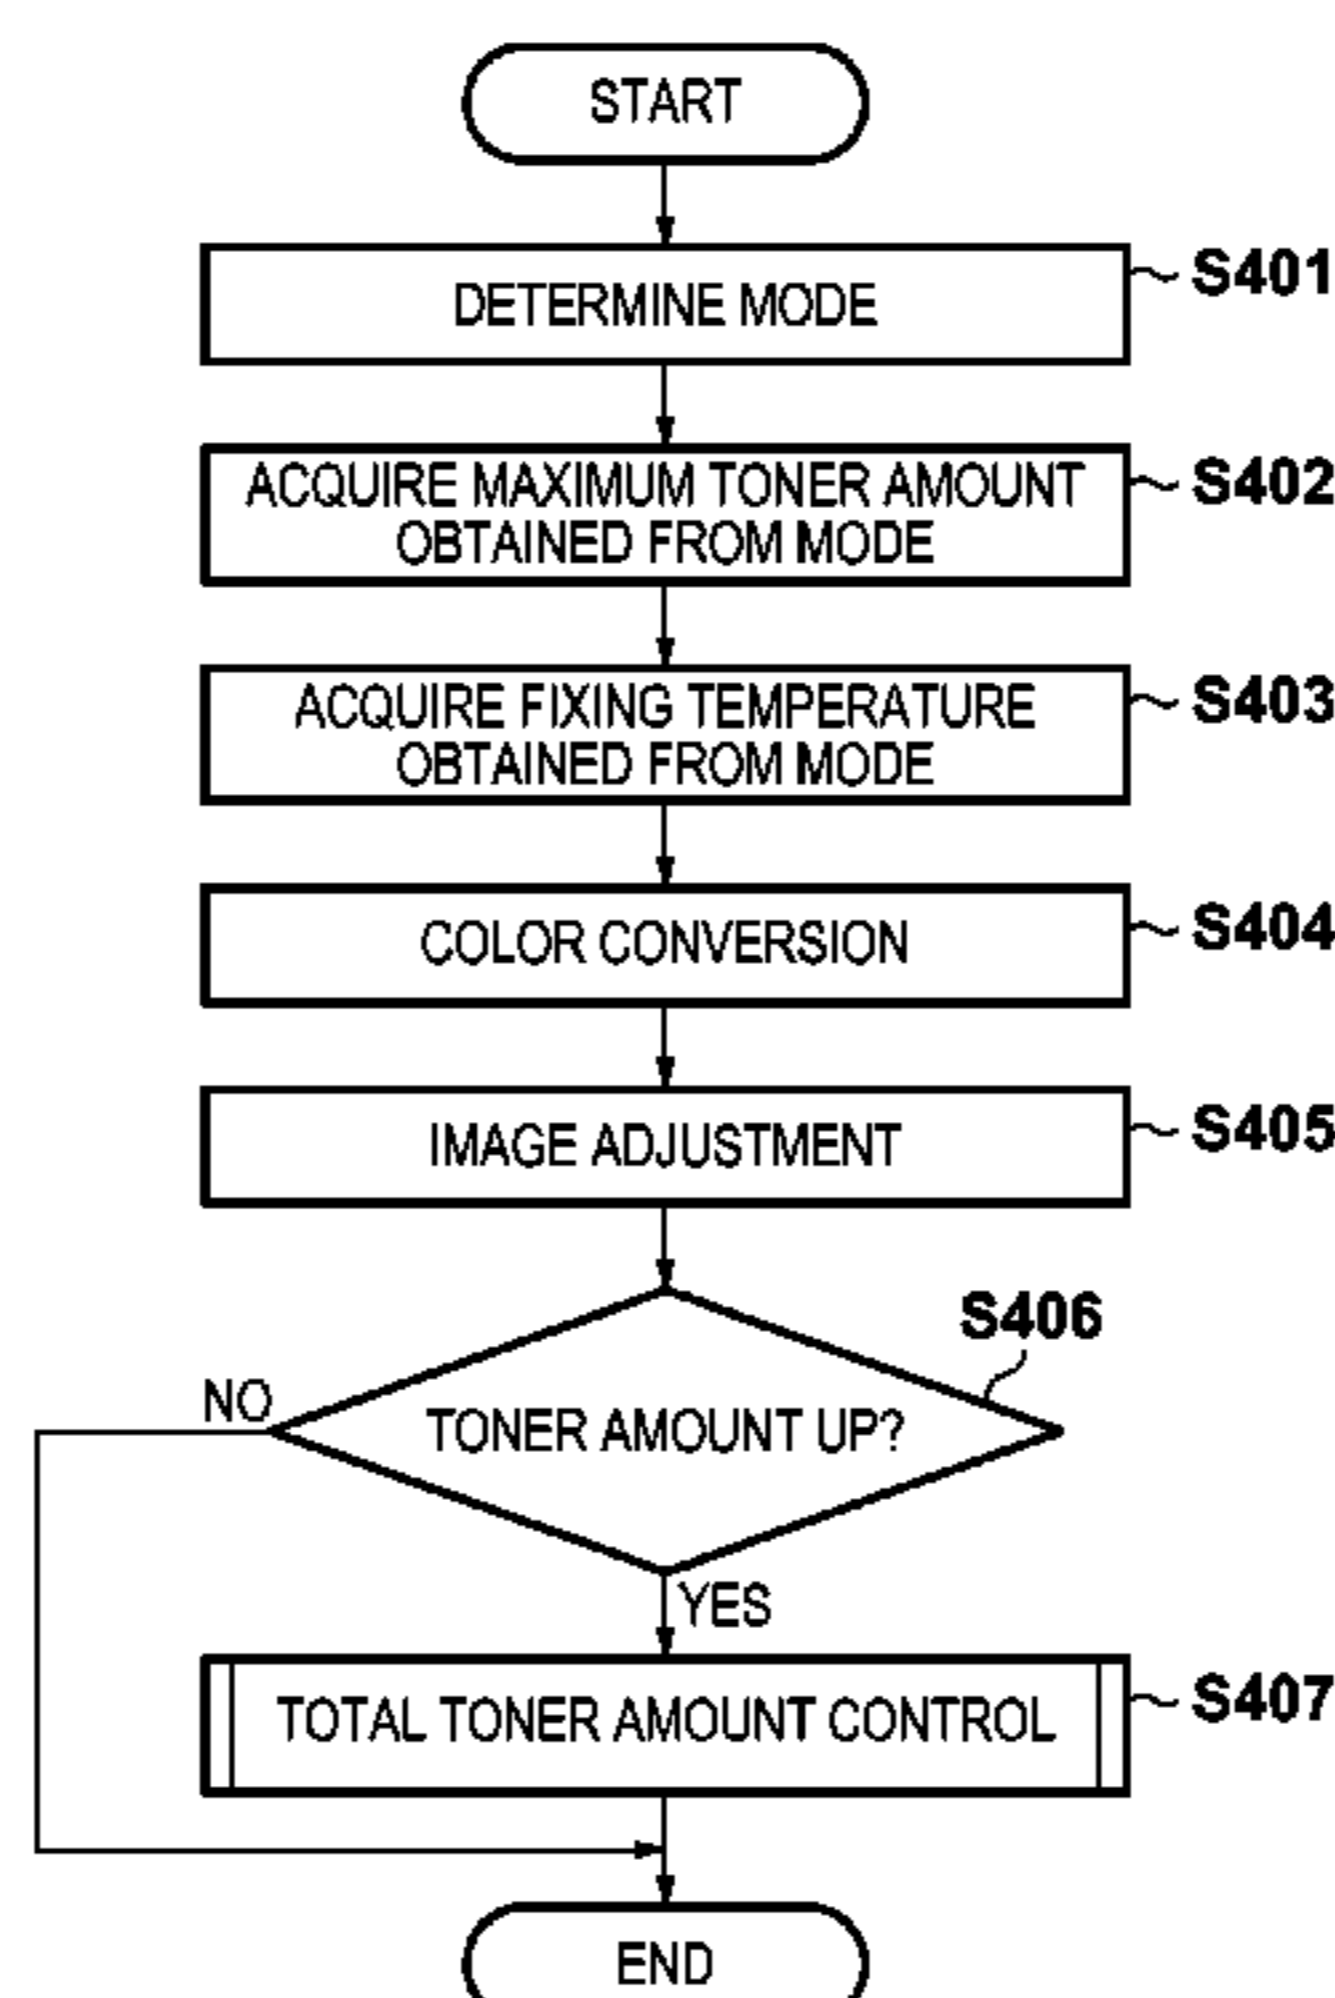 START
DETERMINE MODE
S401
ACQUIRE MAXIMUM TONER AMOUNT
OBTAINED FROM MODE
S402
ACQUIRE FIXING TEMPERATURE
OBTAINED FROM MODE
S403
COLOR CONVERSION
S404
IMAGE ADJUSTMENT
S405
S406
NO
TONER AMOUNT UP?
YES
TOTAL TONER AMOUNT CONTROL
S407
END